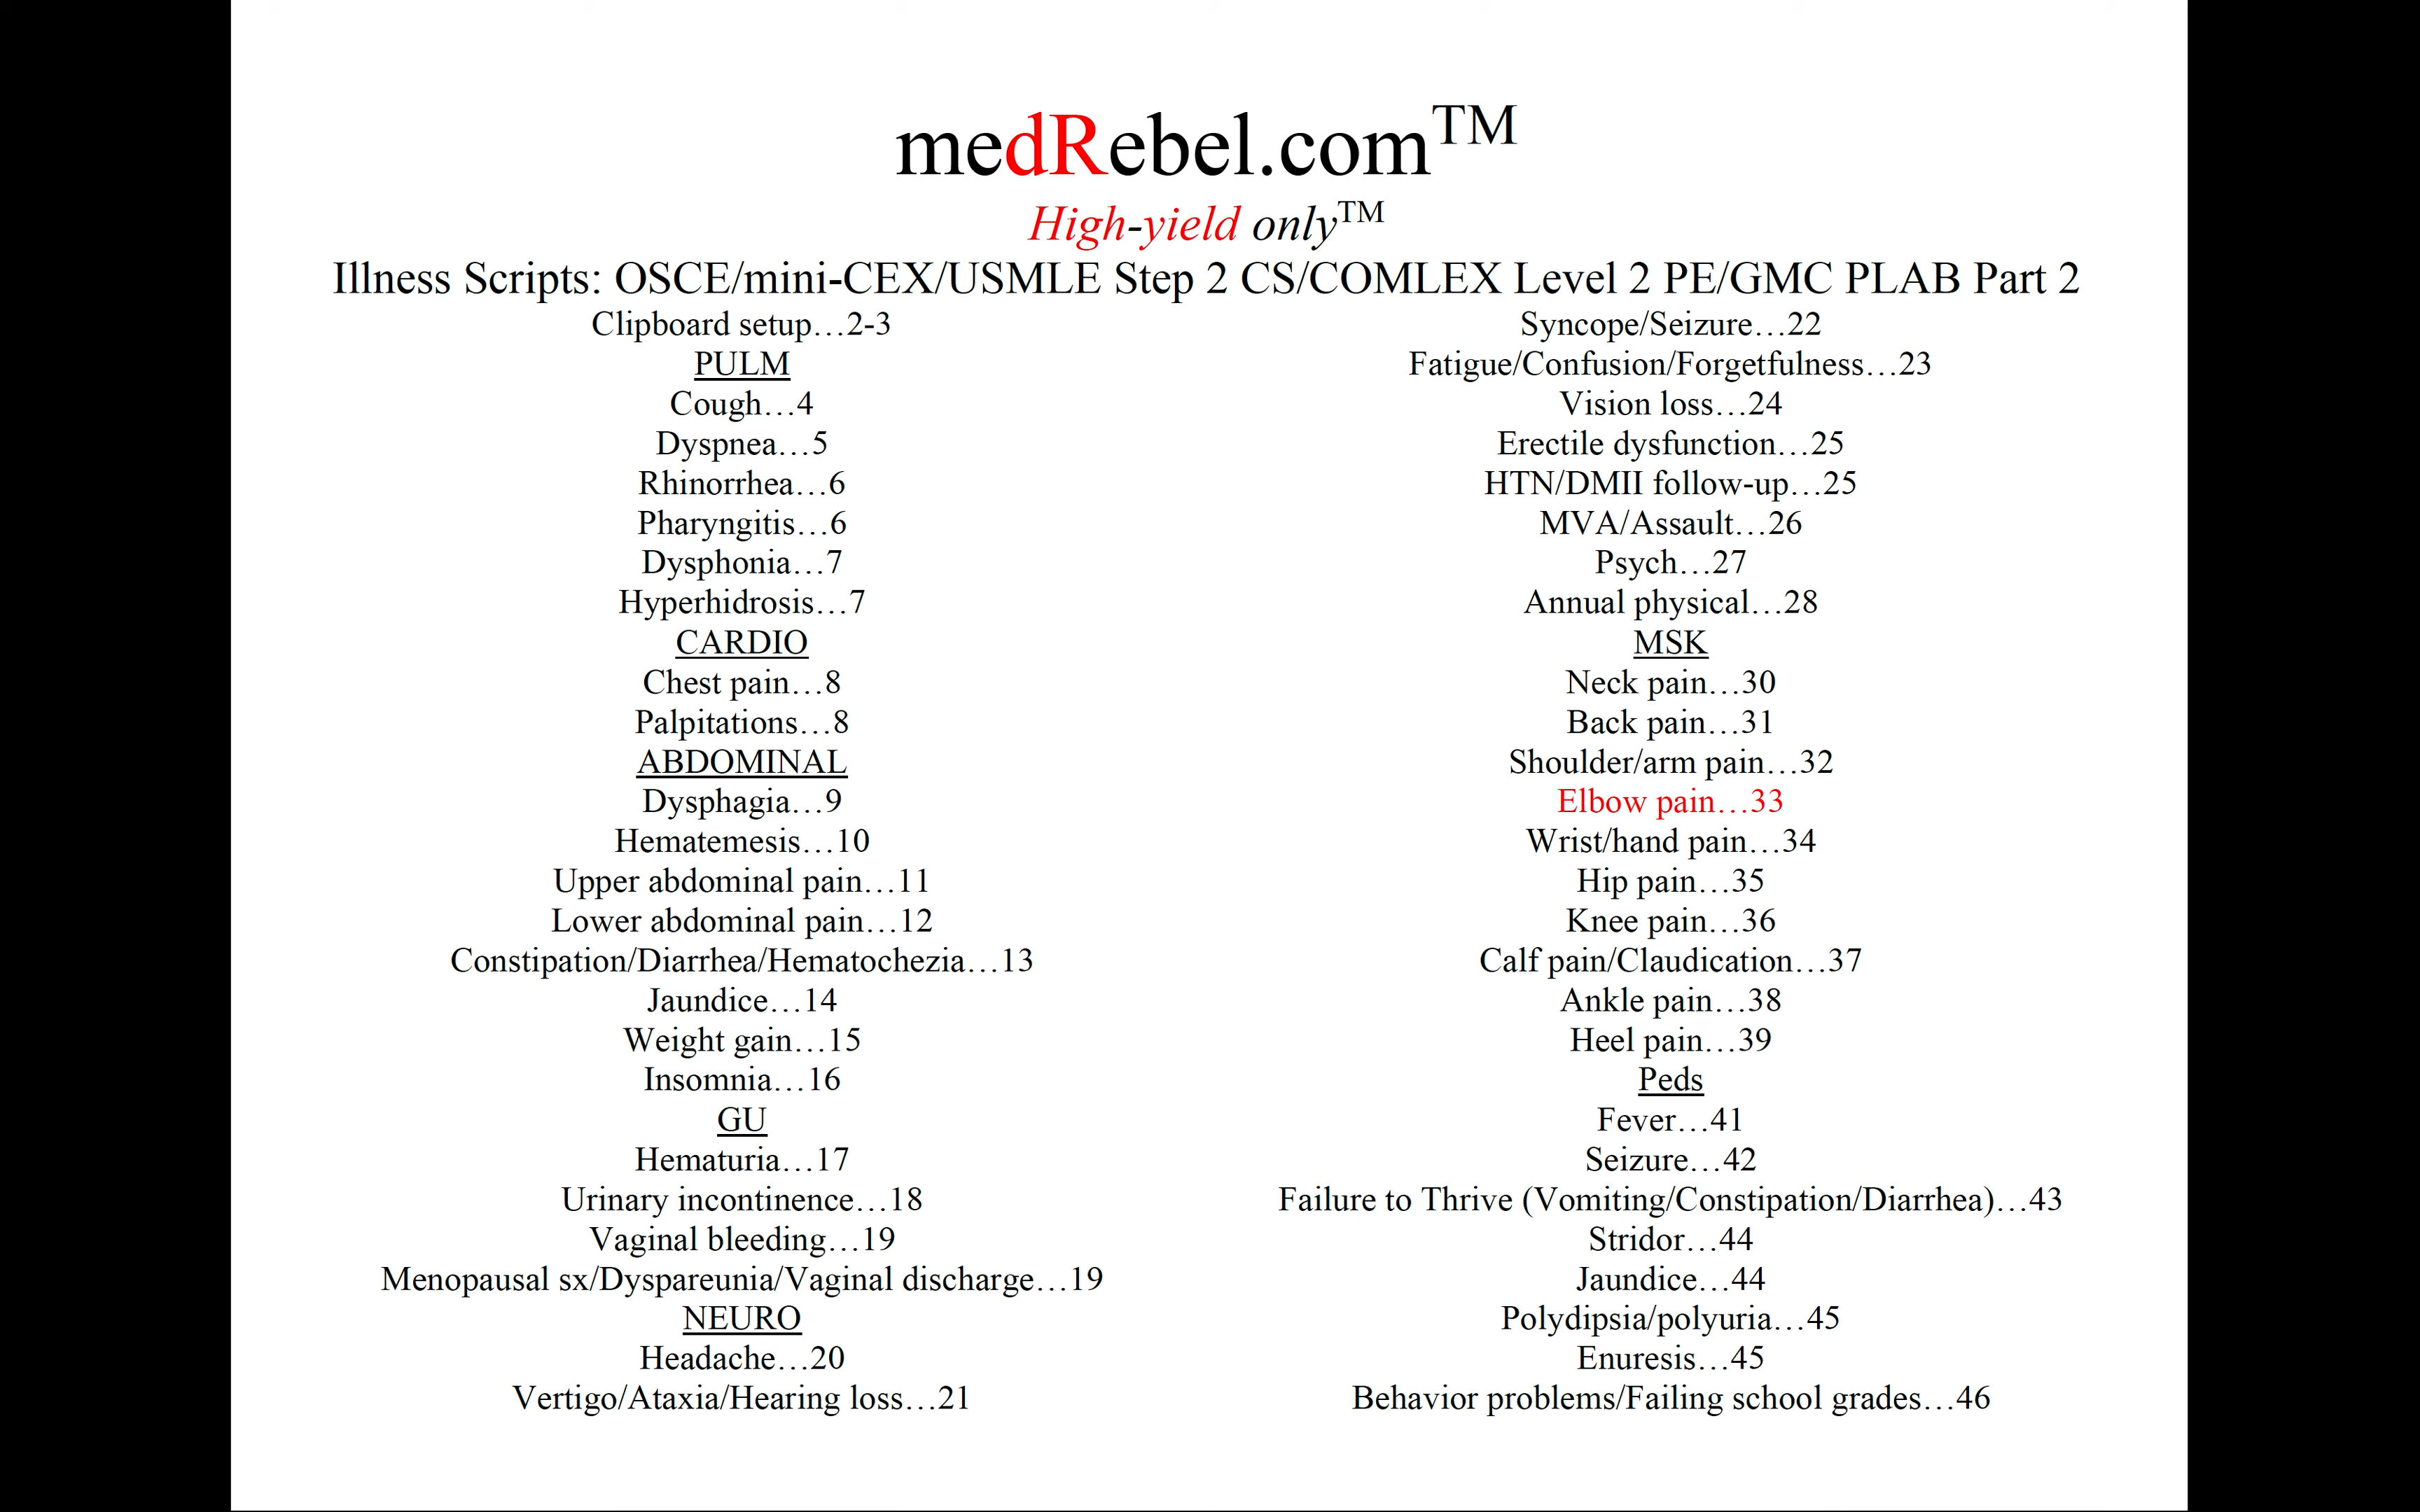 medRebel.com™
High-yield only™
Illness Scripts: OSCE/mini-CEX/USMLE Step 2 CS/COMLEX Level 2 PE/GMC PLAB Part 2
Clipboard setup…2-3
PULM
Cough…4
Dyspnea…5
Rhinorrhea…6
Pharyngitis…6
Dysphonia…7
Hyperhidrosis…7
CARDIO
Chest pain…8
Palpitations…8
ABDOMINAL
Dysphagia…9
Hematemesis…10
Upper abdominal pain…11
Lower abdominal pain…12
Constipation/Diarrhea/Hematochezia…13
Jaundice…14
Weight gain…15
Insomnia…16
GU
Hematuria…17
Urinary incontinence…18
Vaginal bleeding…19
Menopausal sx/Dyspareunia/Vaginal discharge…19
NEURO
Headache…20
Vertigo/Ataxia/Hearing loss…21
Syncope/Seizure…22
Fatigue/Confusion/Forgetfulness…23
Vision loss…24
Erectile dysfunction…25
HTN/DMII follow-up…25
MVA/Assault…26
Psych…27
Annual physical…28
MSK
Neck pain…30
Back pain…31
Shoulder/arm pain…32
Elbow pain…33
Wrist/hand pain…34
Hip pain…35
Knee pain…36
Calf pain/Claudication…37
Ankle pain…38
Heel pain…39
Peds
Fever…41
Seizure…42
Failure to Thrive (Vomiting/Constipation/Diarrhea)…43
Stridor…44
Jaundice…44
Polydipsia/polyuria…45
Enuresis…45
Behavior problems/Failing school grades…46